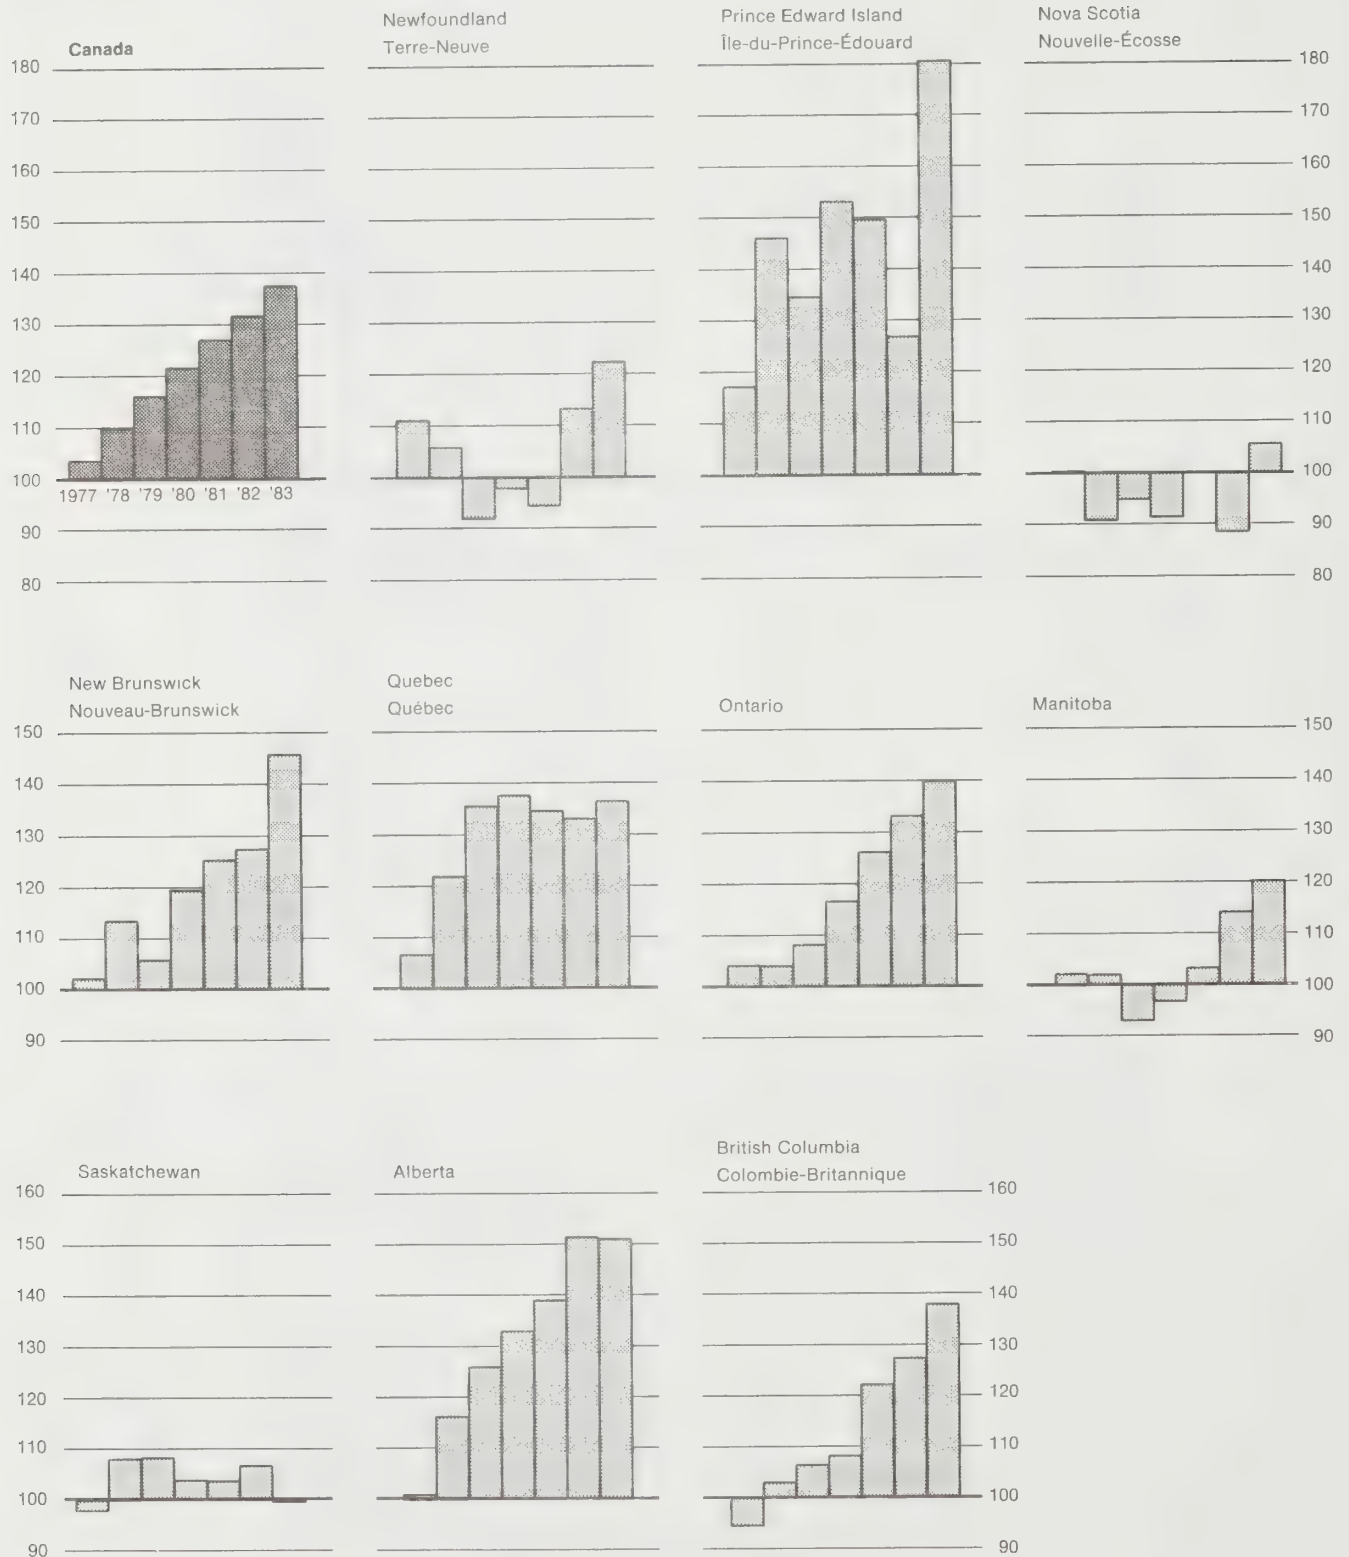 Canada
180
170
160
150
140
130
120
110
100
1977 '78 '79 '80 '81 '82 '83
90
80
Newfoundland
Terre-Neuve
Prince Edward Island
Île-du-Prince-Édouard
Nova Scotia
Nouvelle-Écosse
180
170
160
150
140
130
120
110
100
90
80
New Brunswick
Nouveau-Brunswick
150
140
130
120
110
100
90
Quebec
Québec
Ontario
Manitoba
150
140
130
120
110
100
90
Saskatchewan
160
150
140
130
120
110
100
90
Alberta
British Columbia
Colombie-Britannique
160
150
140
130
120
110
100
90